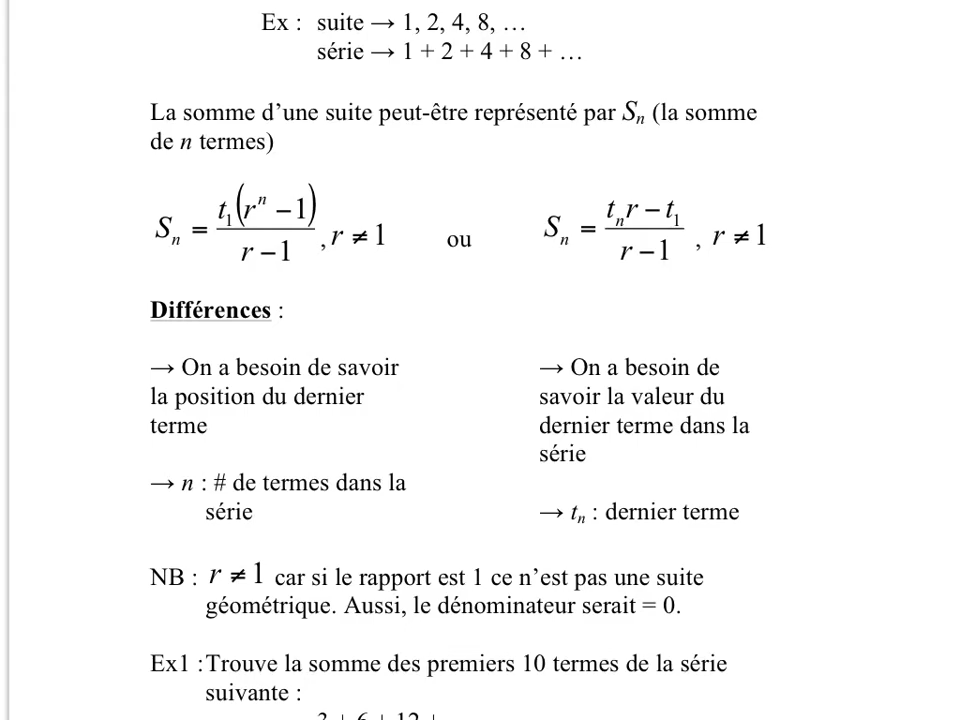 Ex : suite → 1, 2, 4, 8, …
série → 1 + 2 + 4 + 8 + …
La somme d’une suite peut-être représenté par Sₙ (la somme
de n termes)
Sₙ = t₁(rⁿ − 1) / (r − 1) , r ≠ 1 ou Sₙ = (tₙr − t₁) / (r − 1) , r ≠ 1
Différences :
→ On a besoin de savoir
la position du dernier
terme
→ n : # de termes dans la
série
→ On a besoin de
savoir la valeur du
dernier terme dans la
série
→ tₙ : dernier terme
NB : r ≠ 1 car si le rapport est 1 ce n’est pas une suite
géométrique. Aussi, le dénominateur serait = 0.
Ex1 :Trouve la somme des premiers 10 termes de la série
suivante :
3 + 6 + 12 +